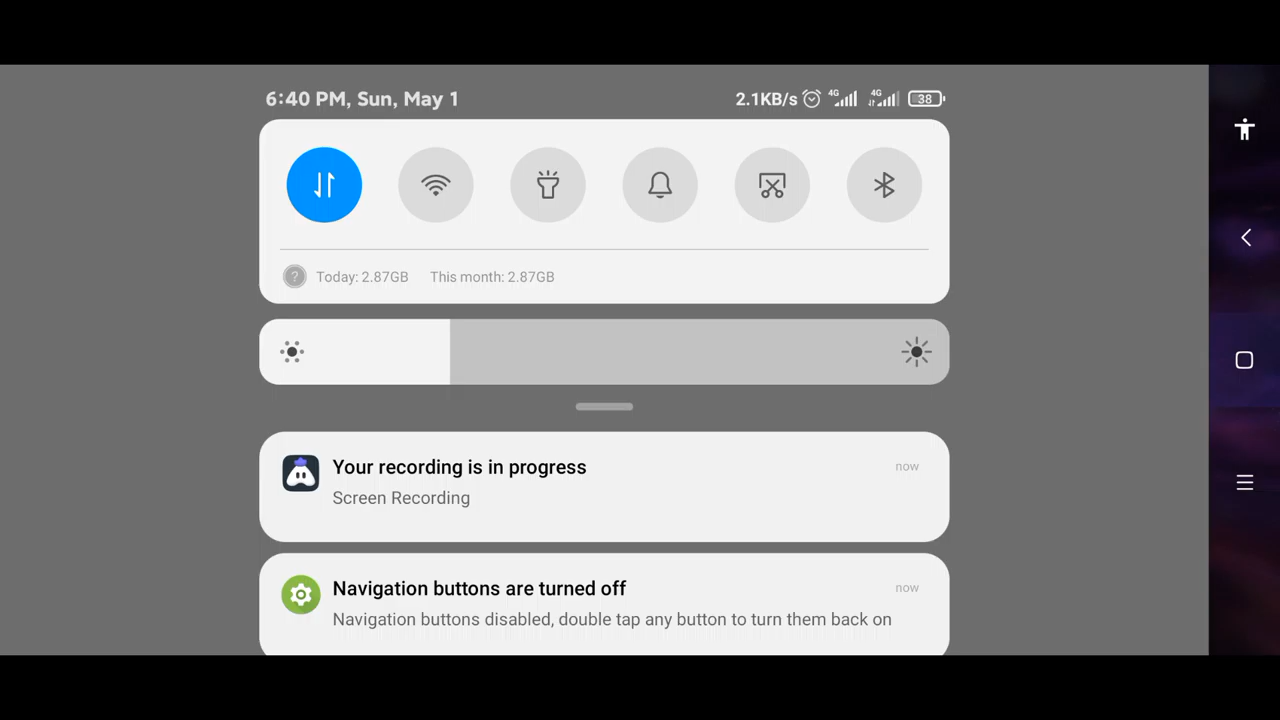 6:40 PM, Sun, May 1
2.1KB/s 4G 4G 38
Today: 2.87GB This month: 2.87GB
Your recording is in progress now
Screen Recording
Navigation buttons are turned off now
Navigation buttons disabled, double tap any button to turn them back on